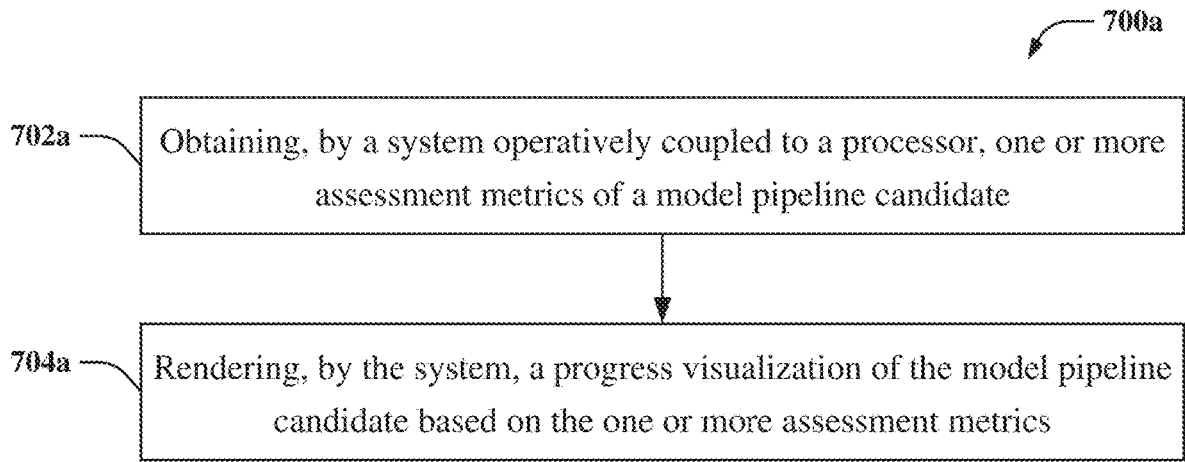 700a
702a
Obtaining, by a system operatively coupled to a processor, one or more
assessment metrics of a model pipeline candidate
704a
Rendering, by the system, a progress visualization of the model pipeline
candidate based on the one or more assessment metrics